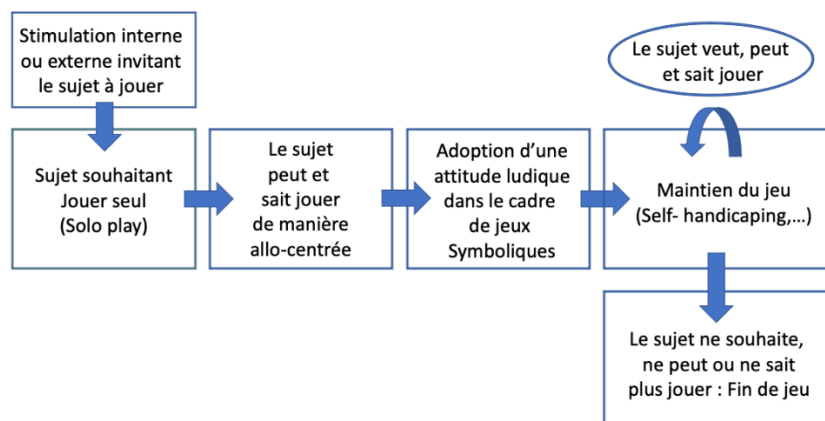 Stimulation interne
ou externe invitant
le sujet à jouer
Le sujet veut, peut
et sait jouer
Sujet souhaitant
Jouer seul
(Solo play)
Le sujet
peut et
sait jouer
de manière
allo-centrée
Adoption d’une
attitude ludique
dans le cadre
de jeux
Symboliques
Maintien du jeu
(Self- handicaping,...)
Le sujet ne souhaite,
ne peut ou ne sait
plus jouer : Fin de jeu